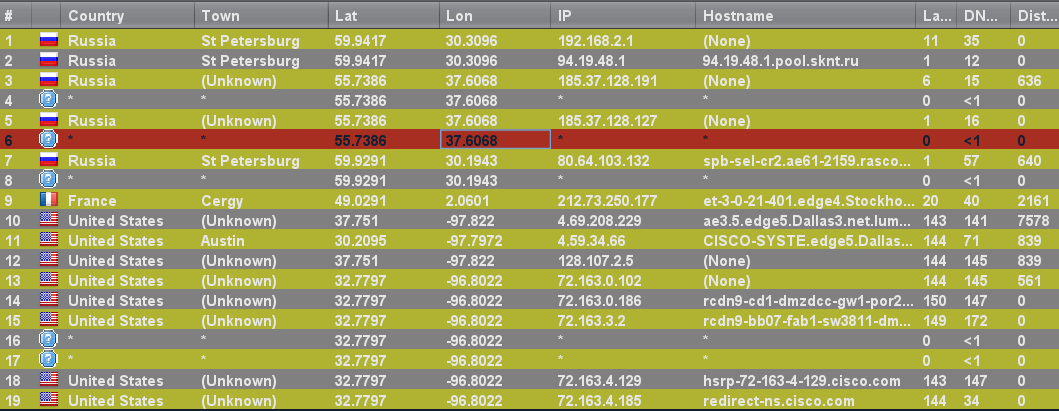 # Country Town Lat Lon IP Hostname La... DN... Dist...
1 Russia St Petersburg 59.9417 30.3096 192.168.2.1 (None) 11 35 0
2 Russia St Petersburg 59.9417 30.3096 94.19.48.1 94.19.48.1.pool.sknt.ru 1 12 0
3 Russia (Unknown) 55.7386 37.6068 185.37.128.191 (None) 6 15 636
4 * * 55.7386 37.6068 * * 0 <1 0
5 Russia (Unknown) 55.7386 37.6068 185.37.128.127 (None) 1 16 0
6 * * 55.7386 37.6068 * * 0 <1 0
7 Russia St Petersburg 59.9291 30.1943 80.64.103.132 spb-sel-cr2.ae61-2159.rasco... 1 57 640
8 * * 59.9291 30.1943 * * 0 <1 0
9 France Cergy 49.0291 2.0601 212.73.250.177 et-3-0-21-401.edge4.Stockho... 20 40 2161
10 United States (Unknown) 37.751 -97.822 4.69.208.229 ae3.5.edge5.Dallas3.net.lum... 143 141 7578
11 United States Austin 30.2095 -97.7972 4.59.34.66 CISCO-SYSTE.edge5.Dallas... 144 71 839
12 United States (Unknown) 37.751 -97.822 128.107.2.5 (None) 144 145 839
13 United States (Unknown) 32.7797 -96.8022 72.163.0.102 (None) 144 145 561
14 United States (Unknown) 32.7797 -96.8022 72.163.0.186 rcdn9-cd1-dmzdcc-gw1-por2... 150 147 0
15 United States (Unknown) 32.7797 -96.8022 72.163.3.2 rcdn9-bb07-fab1-sw3811-dm... 149 172 0
16 * * 32.7797 -96.8022 * * 0 <1 0
17 * * 32.7797 -96.8022 * * 0 <1 0
18 United States (Unknown) 32.7797 -96.8022 72.163.4.129 hsrp-72-163-4-129.cisco.com 143 147 0
19 United States (Unknown) 32.7797 -96.8022 72.163.4.185 redirect-ns.cisco.com 144 34 0